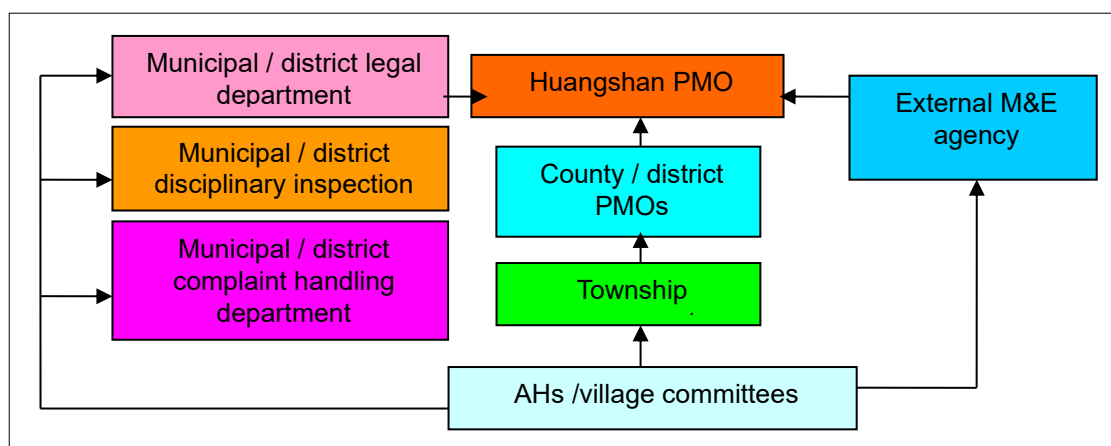 Municipal / district legal
department
Huangshan PMO
External M&E
agency
Municipal / district
disciplinary inspection
County / district
PMOs
Municipal / district
complaint handling
department
Township
AHs /village committees